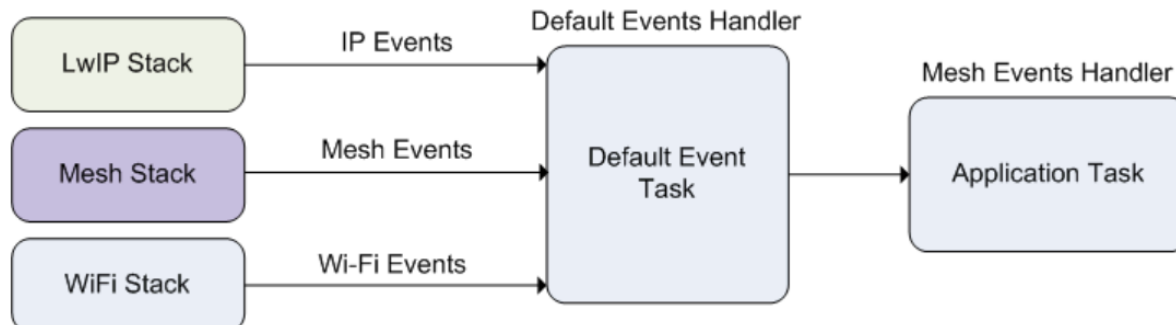 Default Events Handler
LwIP Stack
IP Events
Mesh Events Handler
Mesh Stack
Mesh Events
Default Event
Task
Application Task
WiFi Stack
Wi-Fi Events